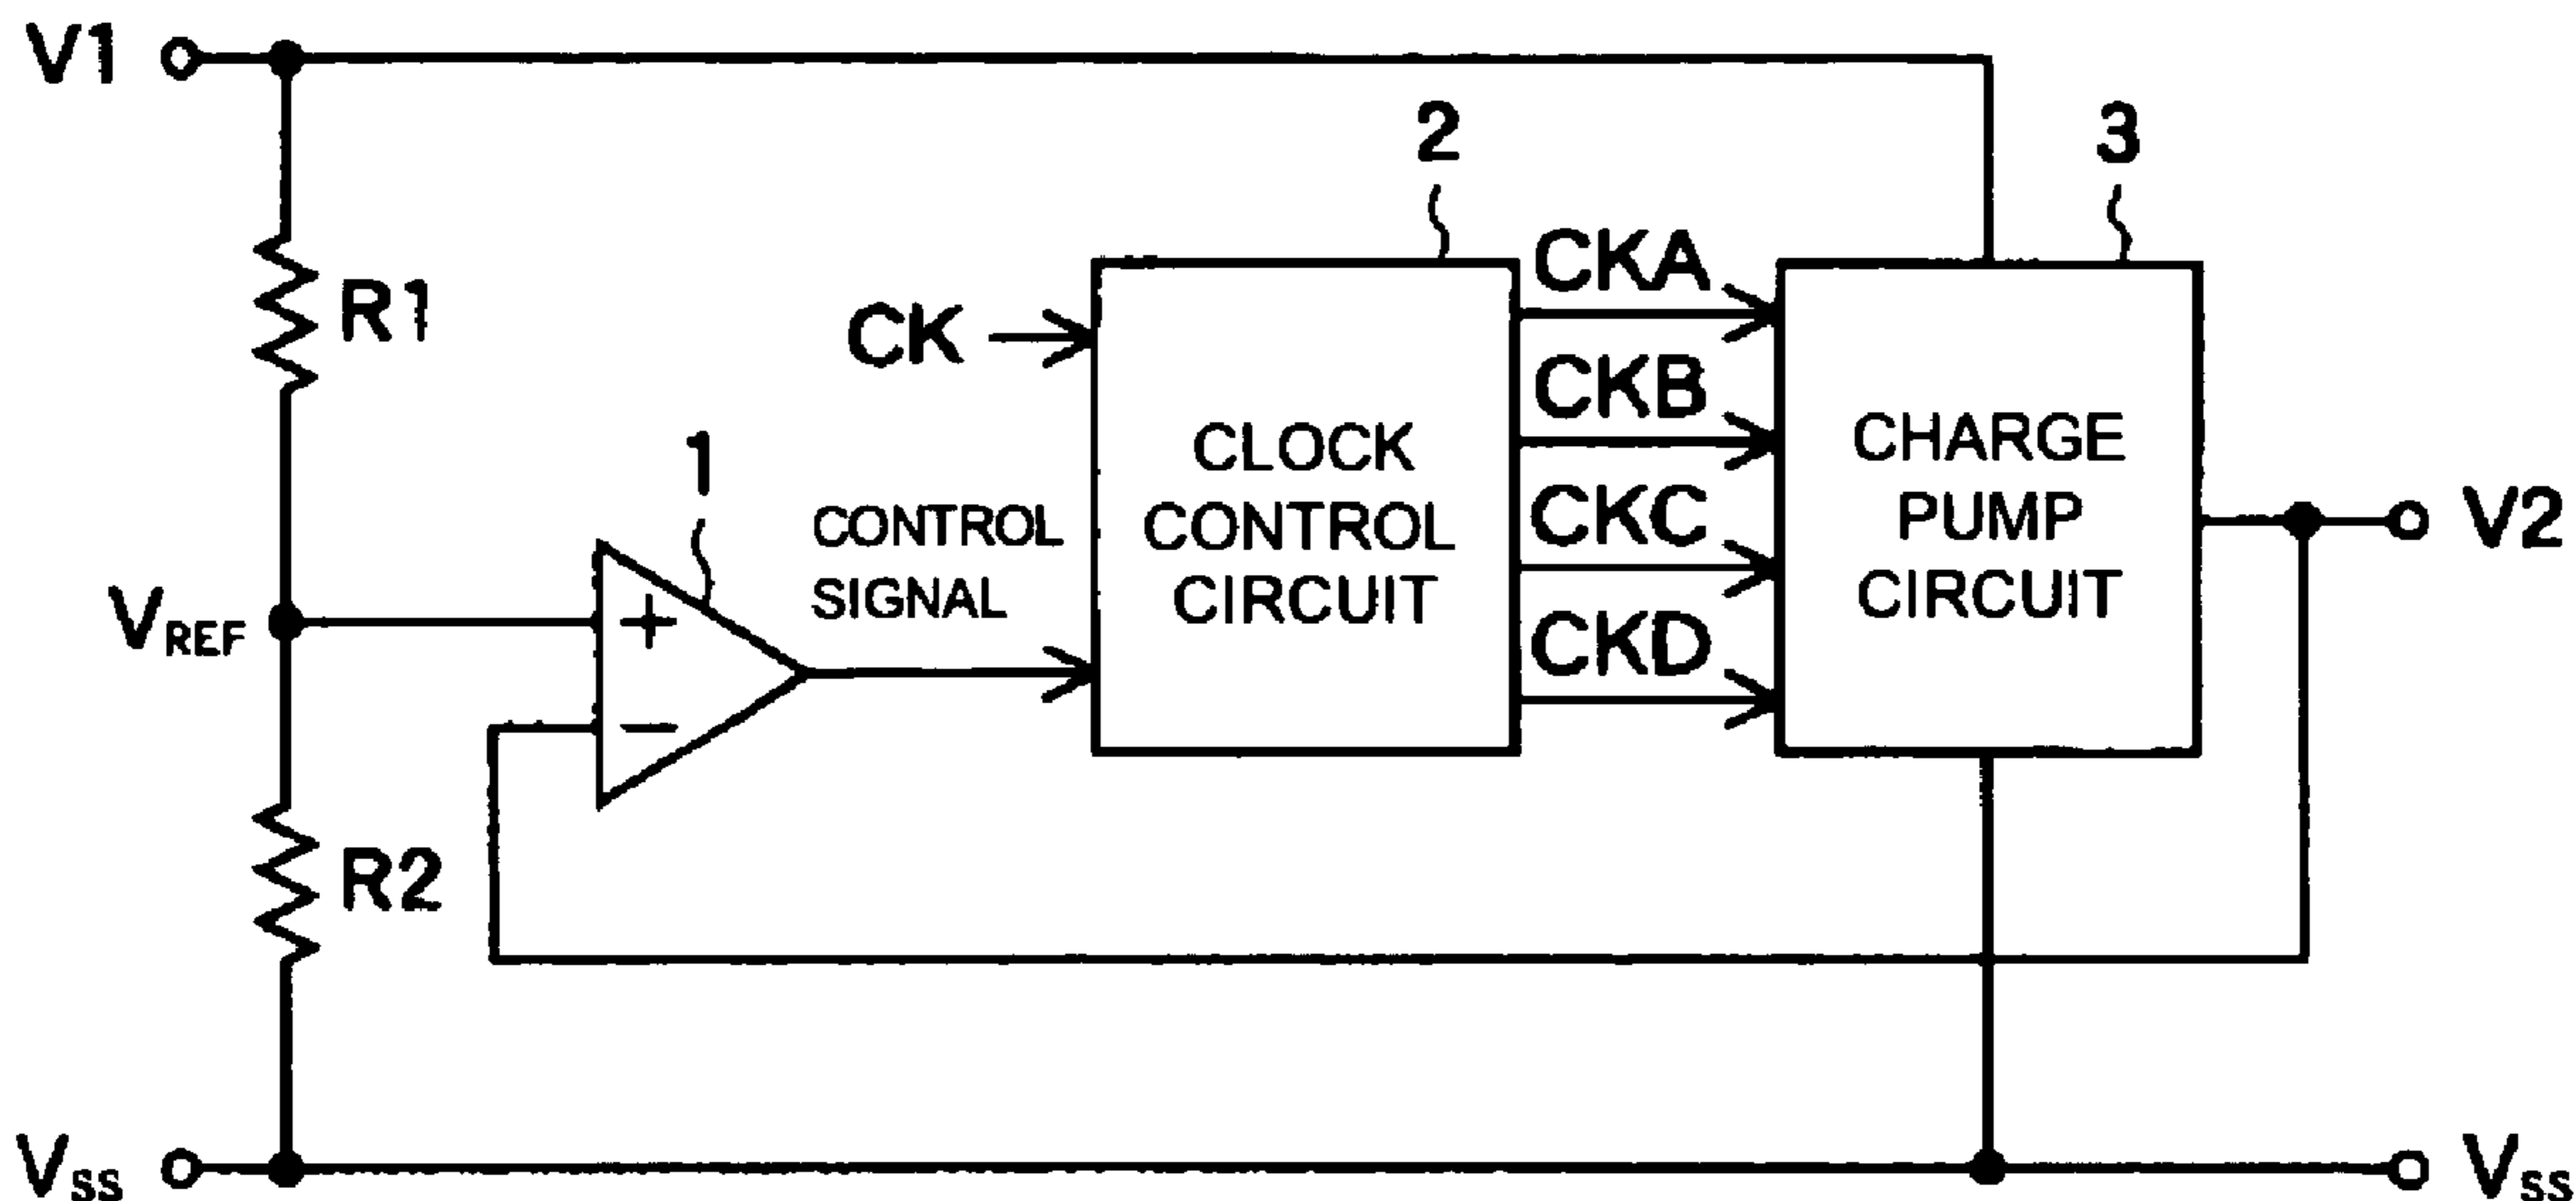 V1
2
3
CKA
R1
CK
CKB
CLOCK
CONTROL
CIRCUIT
CHARGE
PUMP
CIRCUIT
1
CONTROL
SIGNAL
CKC
V2
VREF
+
CKD
−
R2
VSS
VSS